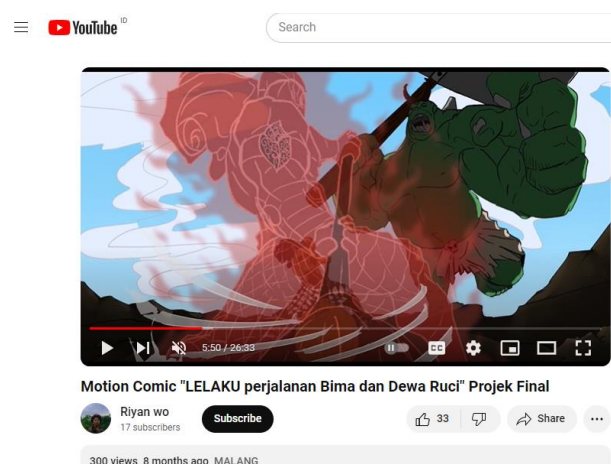 YouTube ID
Search
5:50 / 26:33
CC
Motion Comic "LELAKU perjalanan Bima dan Dewa Ruci" Projek Final
Riyan wo
17 subscribers
Subscribe
33
Share
300 views 8 months ago MALANG